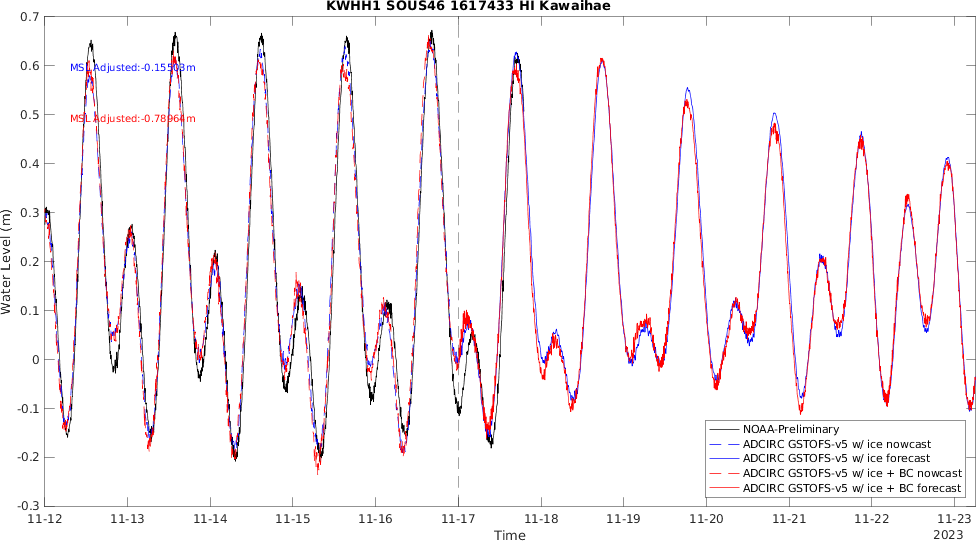 KWHH1 SOUS46 1617433 HI Kawaihae
0.7
0.6
0.5
0.4
0.3
0.2
0.1
0
-0.1
-0.2
-0.3
Water Level (m)
MSL Adjusted:-0.15503m
MSL Adjusted:-0.78964m
NOAA-Preliminary
ADCIRC GSTOFS-v5 w/ ice nowcast
ADCIRC GSTOFS-v5 w/ ice forecast
ADCIRC GSTOFS-v5 w/ ice + BC nowcast
ADCIRC GSTOFS-v5 w/ ice + BC forecast
11-12 11-13 11-14 11-15 11-16 11-17 11-18 11-19 11-20 11-21 11-22 11-23
Time
2023